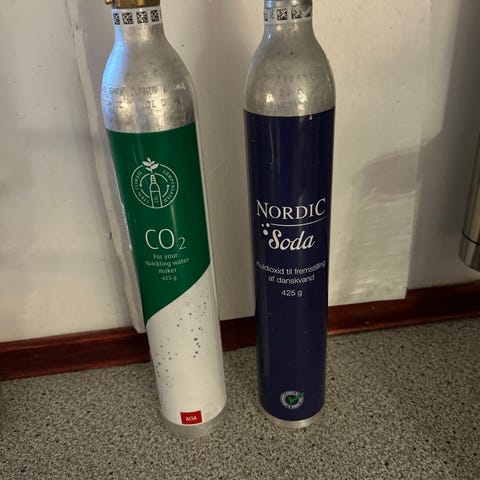 CO2
For your
sparkling water
maker
425 g
AGA
NORDIC
Soda
Kuldioxid til fremstilling
af danskvand
425 g